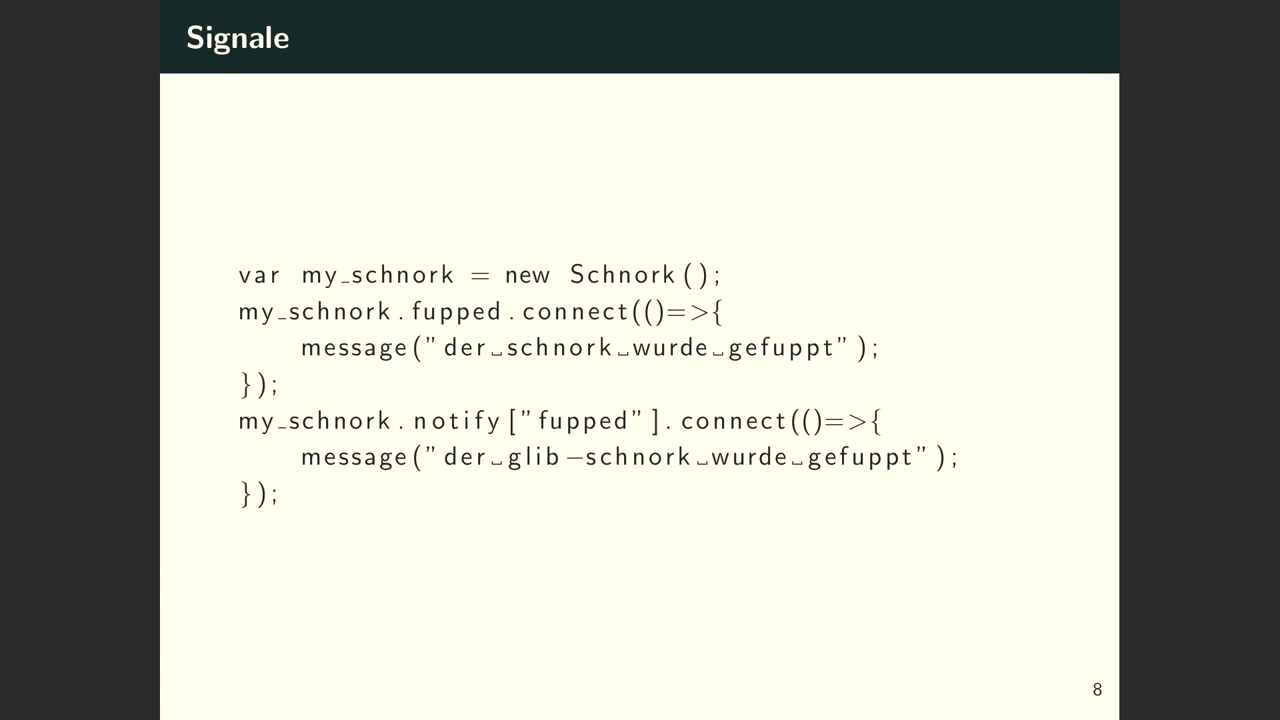 Signale
var my_schnork = new Schnork();
my_schnork.fupped.connect(()=>{
message("der␣schnork␣wurde␣gefuppt");
});
my_schnork.notify["fupped"].connect(()=>{
message("der␣glib-schnork␣wurde␣gefuppt");
});
8